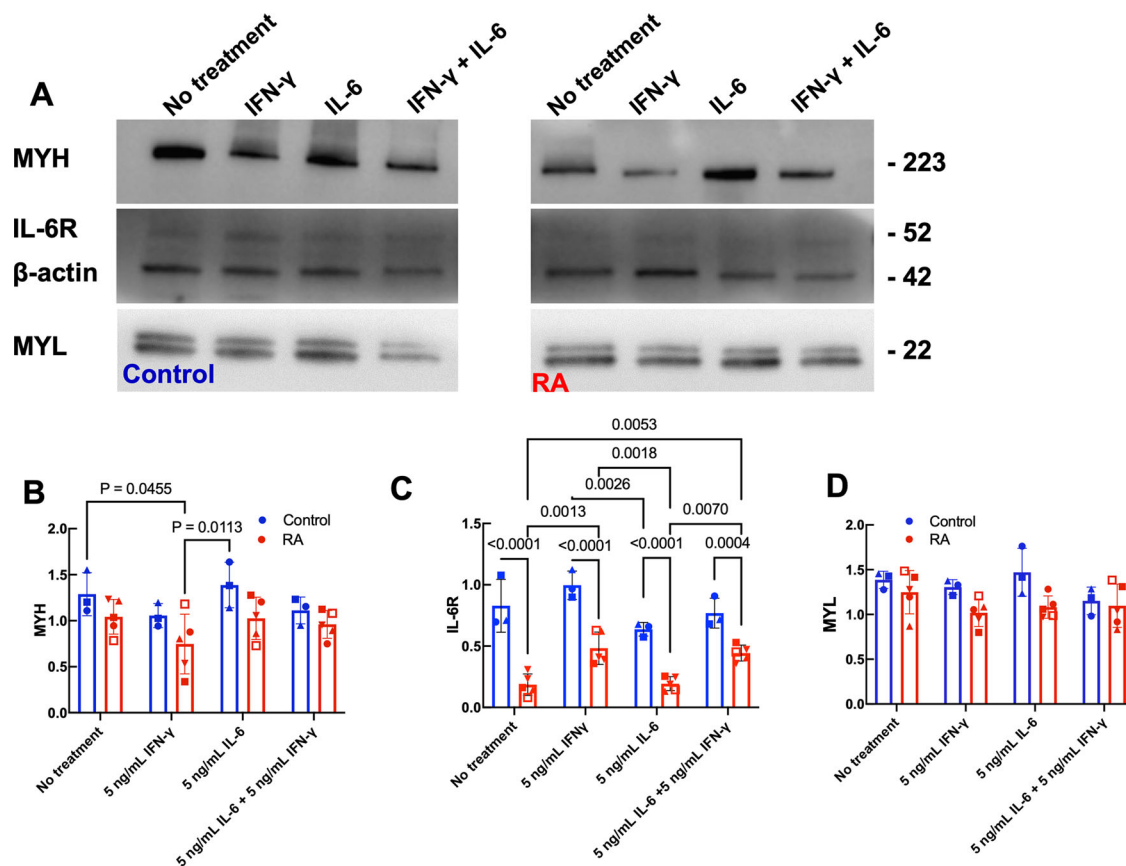 A
No treatment
IFN-γ
IL-6
IFN-γ + IL-6
No treatment
IFN-γ
IL-6
IFN-γ + IL-6
MYH
- 223
IL-6R
- 52
β-actin
- 42
MYL
- 22
Control
RA
B
P = 0.0455
P = 0.0113
Control
RA
MYH
2.0
1.5
1.0
0.5
0.0
No treatment
5 ng/mL IFN-γ
5 ng/mL IL-6
5 ng/mL IL-6 + 5 ng/mL IFN-γ
C
0.0053
0.0018
0.0026
0.0013
0.0070
<0.0001
<0.0001
<0.0001
0.0004
IL-6R
1.5
1.0
0.5
0.0
No treatment
5 ng/mL IFNγ
5 ng/mL IL-6
5 ng/mL IL-6 +5 ng/mL IFN-γ
D
Control
RA
MYL
2.0
1.5
1.0
0.5
0.0
No treatment
5 ng/mL IFN-γ
5 ng/mL IL-6
5 ng/mL IL-6 + 5 ng/mL IFN-γ